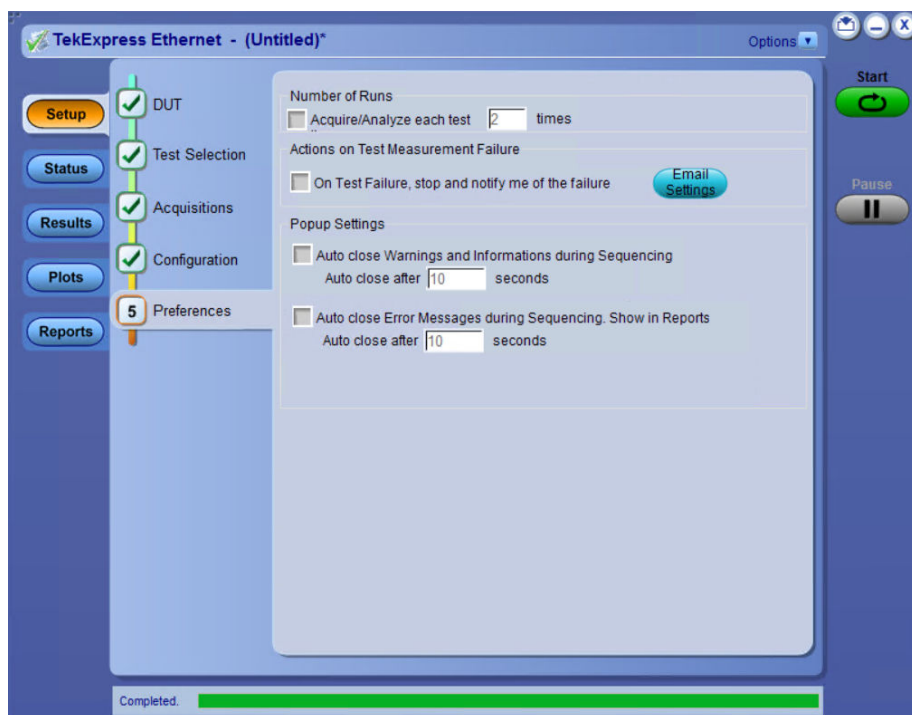 TekExpress Ethernet - (Untitled)*
Options
X
Start
Pause
Setup
Status
Results
Plots
Reports
DUT
Test Selection
Acquisitions
Configuration
5 Preferences
Number of Runs
Acquire/Analyze each test 2 times
Actions on Test Measurement Failure
On Test Failure, stop and notify me of the failure
Email
Settings
Popup Settings
Auto close Warnings and Informations during Sequencing
Auto close after 10 seconds
Auto close Error Messages during Sequencing. Show in Reports
Auto close after 10 seconds
Completed.